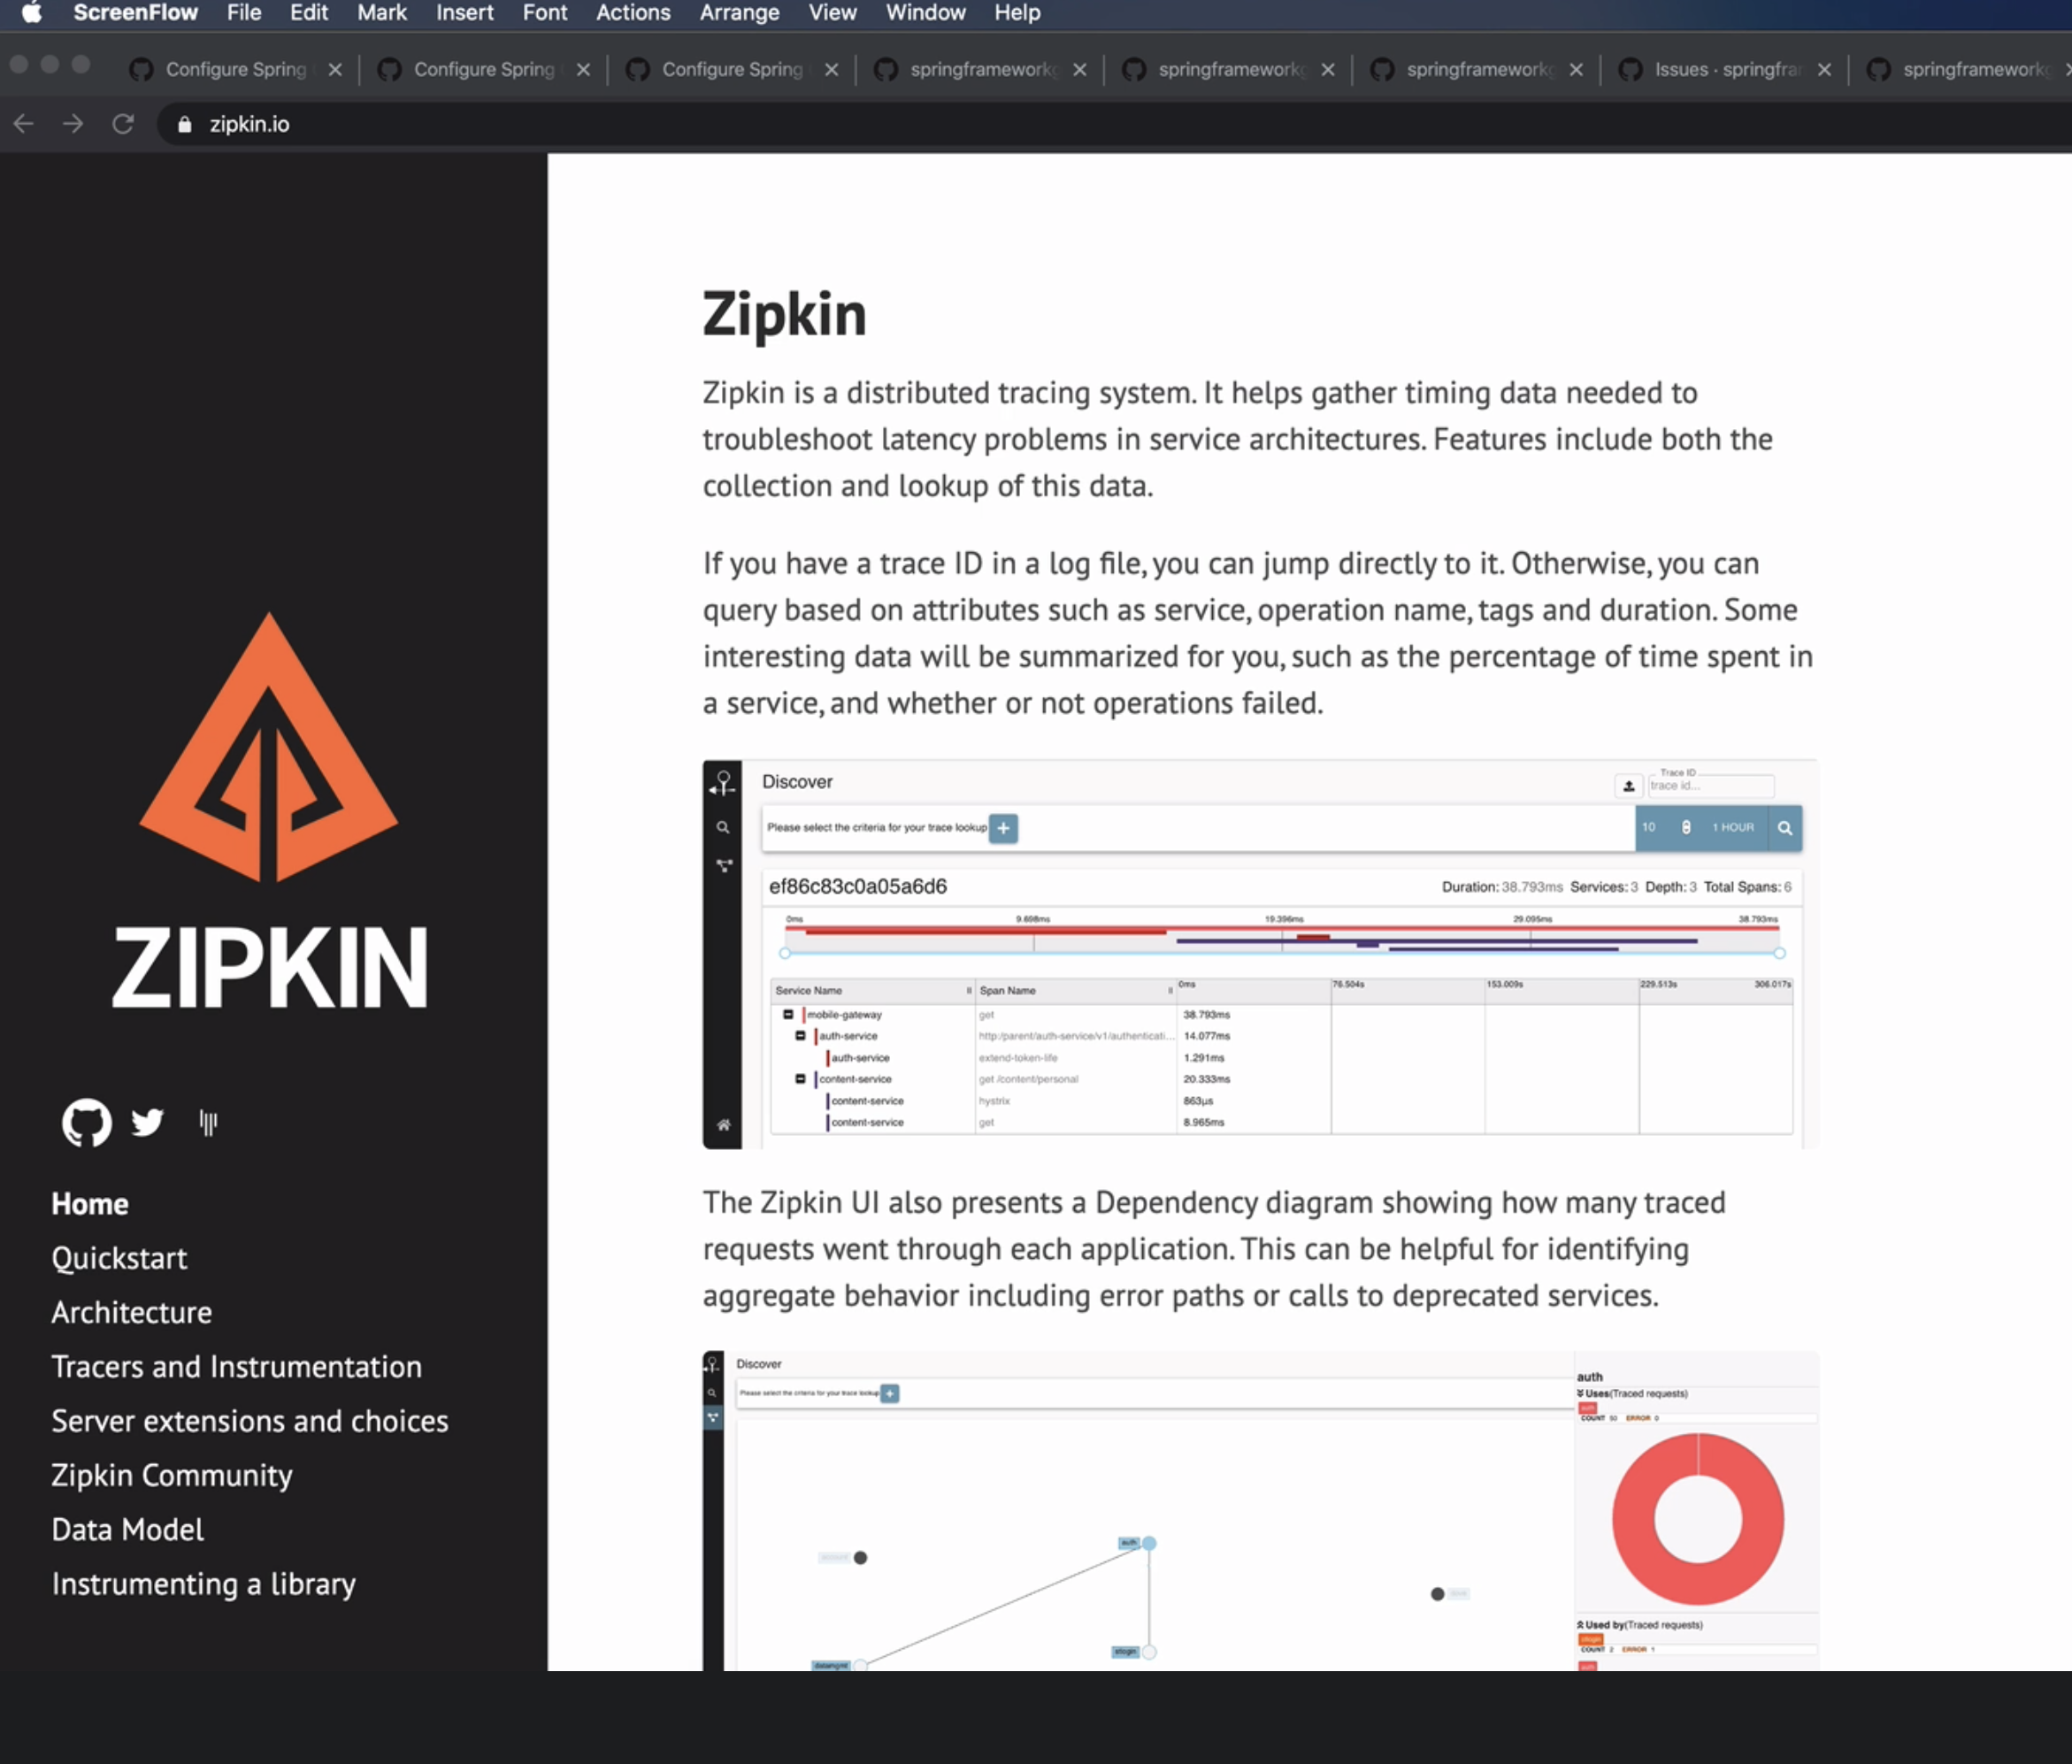 ScreenFlow File Edit Mark Insert Font Actions Arrange View Window Help
Configure Spring Configure Spring Configure Spring springframework springframework springframework Issues · springfra springframework
zipkin.io
ZIPKIN
Home
Quickstart
Architecture
Tracers and Instrumentation
Server extensions and choices
Zipkin Community
Data Model
Instrumenting a library
Zipkin
Zipkin is a distributed tracing system. It helps gather timing data needed to
troubleshoot latency problems in service architectures. Features include both the
collection and lookup of this data.
If you have a trace ID in a log file, you can jump directly to it. Otherwise, you can
query based on attributes such as service, operation name, tags and duration. Some
interesting data will be summarized for you, such as the percentage of time spent in
a service, and whether or not operations failed.
Discover
Trace ID
trace id...
Please select the criteria for your trace lookup
10 1 HOUR
ef86c83c0a05a6d6 Duration: 38.793ms Services: 3 Depth: 3 Total Spans: 6
0ms 9.698ms 19.396ms 29.095ms 38.793ms
Service Name Span Name 0ms 76.504s 153.009s 229.513s 306.017s
mobile-gateway get 38.793ms
auth-service http:/parent/auth-service/v1/authenticati... 14.077ms
auth-service extend-token-life 1.291ms
content-service get /content/personal 20.333ms
content-service hystrix 863µs
content-service get 8.965ms
The Zipkin UI also presents a Dependency diagram showing how many traced
requests went through each application. This can be helpful for identifying
aggregate behavior including error paths or calls to deprecated services.
Discover
Please select the criteria for your trace lookup
auth
Uses(Traced requests)
auth
COUNT 50 ERROR 0
auth
Used by(Traced requests)
COUNT 2 ERROR 1
auth